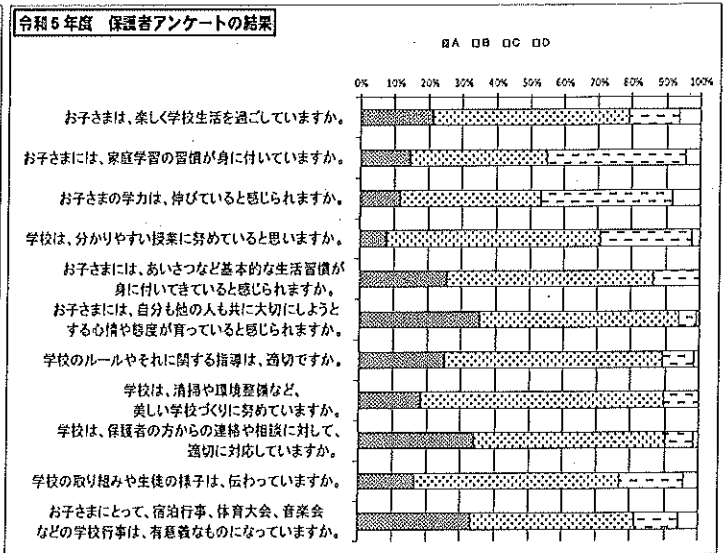 令和5年度 保護者アンケートの結果
A B C D
0% 10% 20% 30% 40% 50% 60% 70% 80% 90% 100%
お子さまは、楽しく学校生活を過ごしていますか。
お子さまには、家庭学習の習慣が身に付いていますか。
お子さまの学力は、伸びていると感じられますか。
学校は、分かりやすい授業に努めていると思いますか。
お子さまには、あいさつなど基本的な生活習慣が
身に付いてきていると感じられますか。
お子さまには、自分も他の人も共に大切にしようと
する心情や態度が育っていると感じられますか。
学校のルールやそれに関する指導は、適切ですか。
学校は、清掃や環境整備など、
美しい学校づくりに努めていますか。
学校は、保護者の方からの連絡や相談に対して、
適切に対応していますか。
学校の取り組みや生徒の様子は、伝わっていますか。
お子さまにとって、宿泊行事、体育大会、音楽会
などの学校行事は、有意義なものになっていますか。